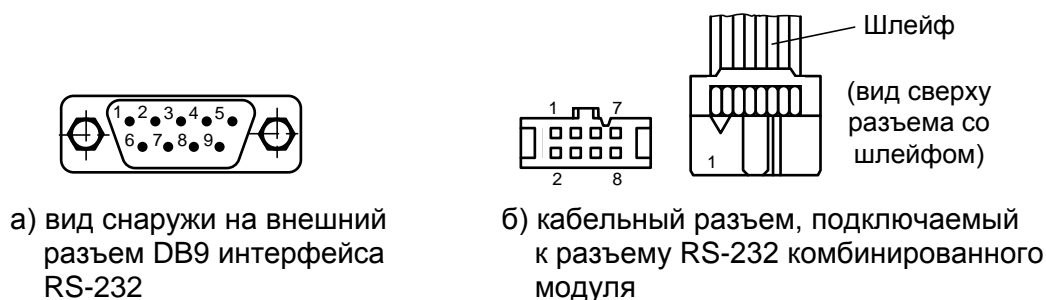 1 2 3 4 5
6 7 8 9
1 7
2 8
1
Шлейф
(вид сверху
разъема со
шлейфом)
а) вид снаружи на внешний
разъем DB9 интерфейса
RS-232
б) кабельный разъем, подключаемый
к разъему RS-232 комбинированного
модуля